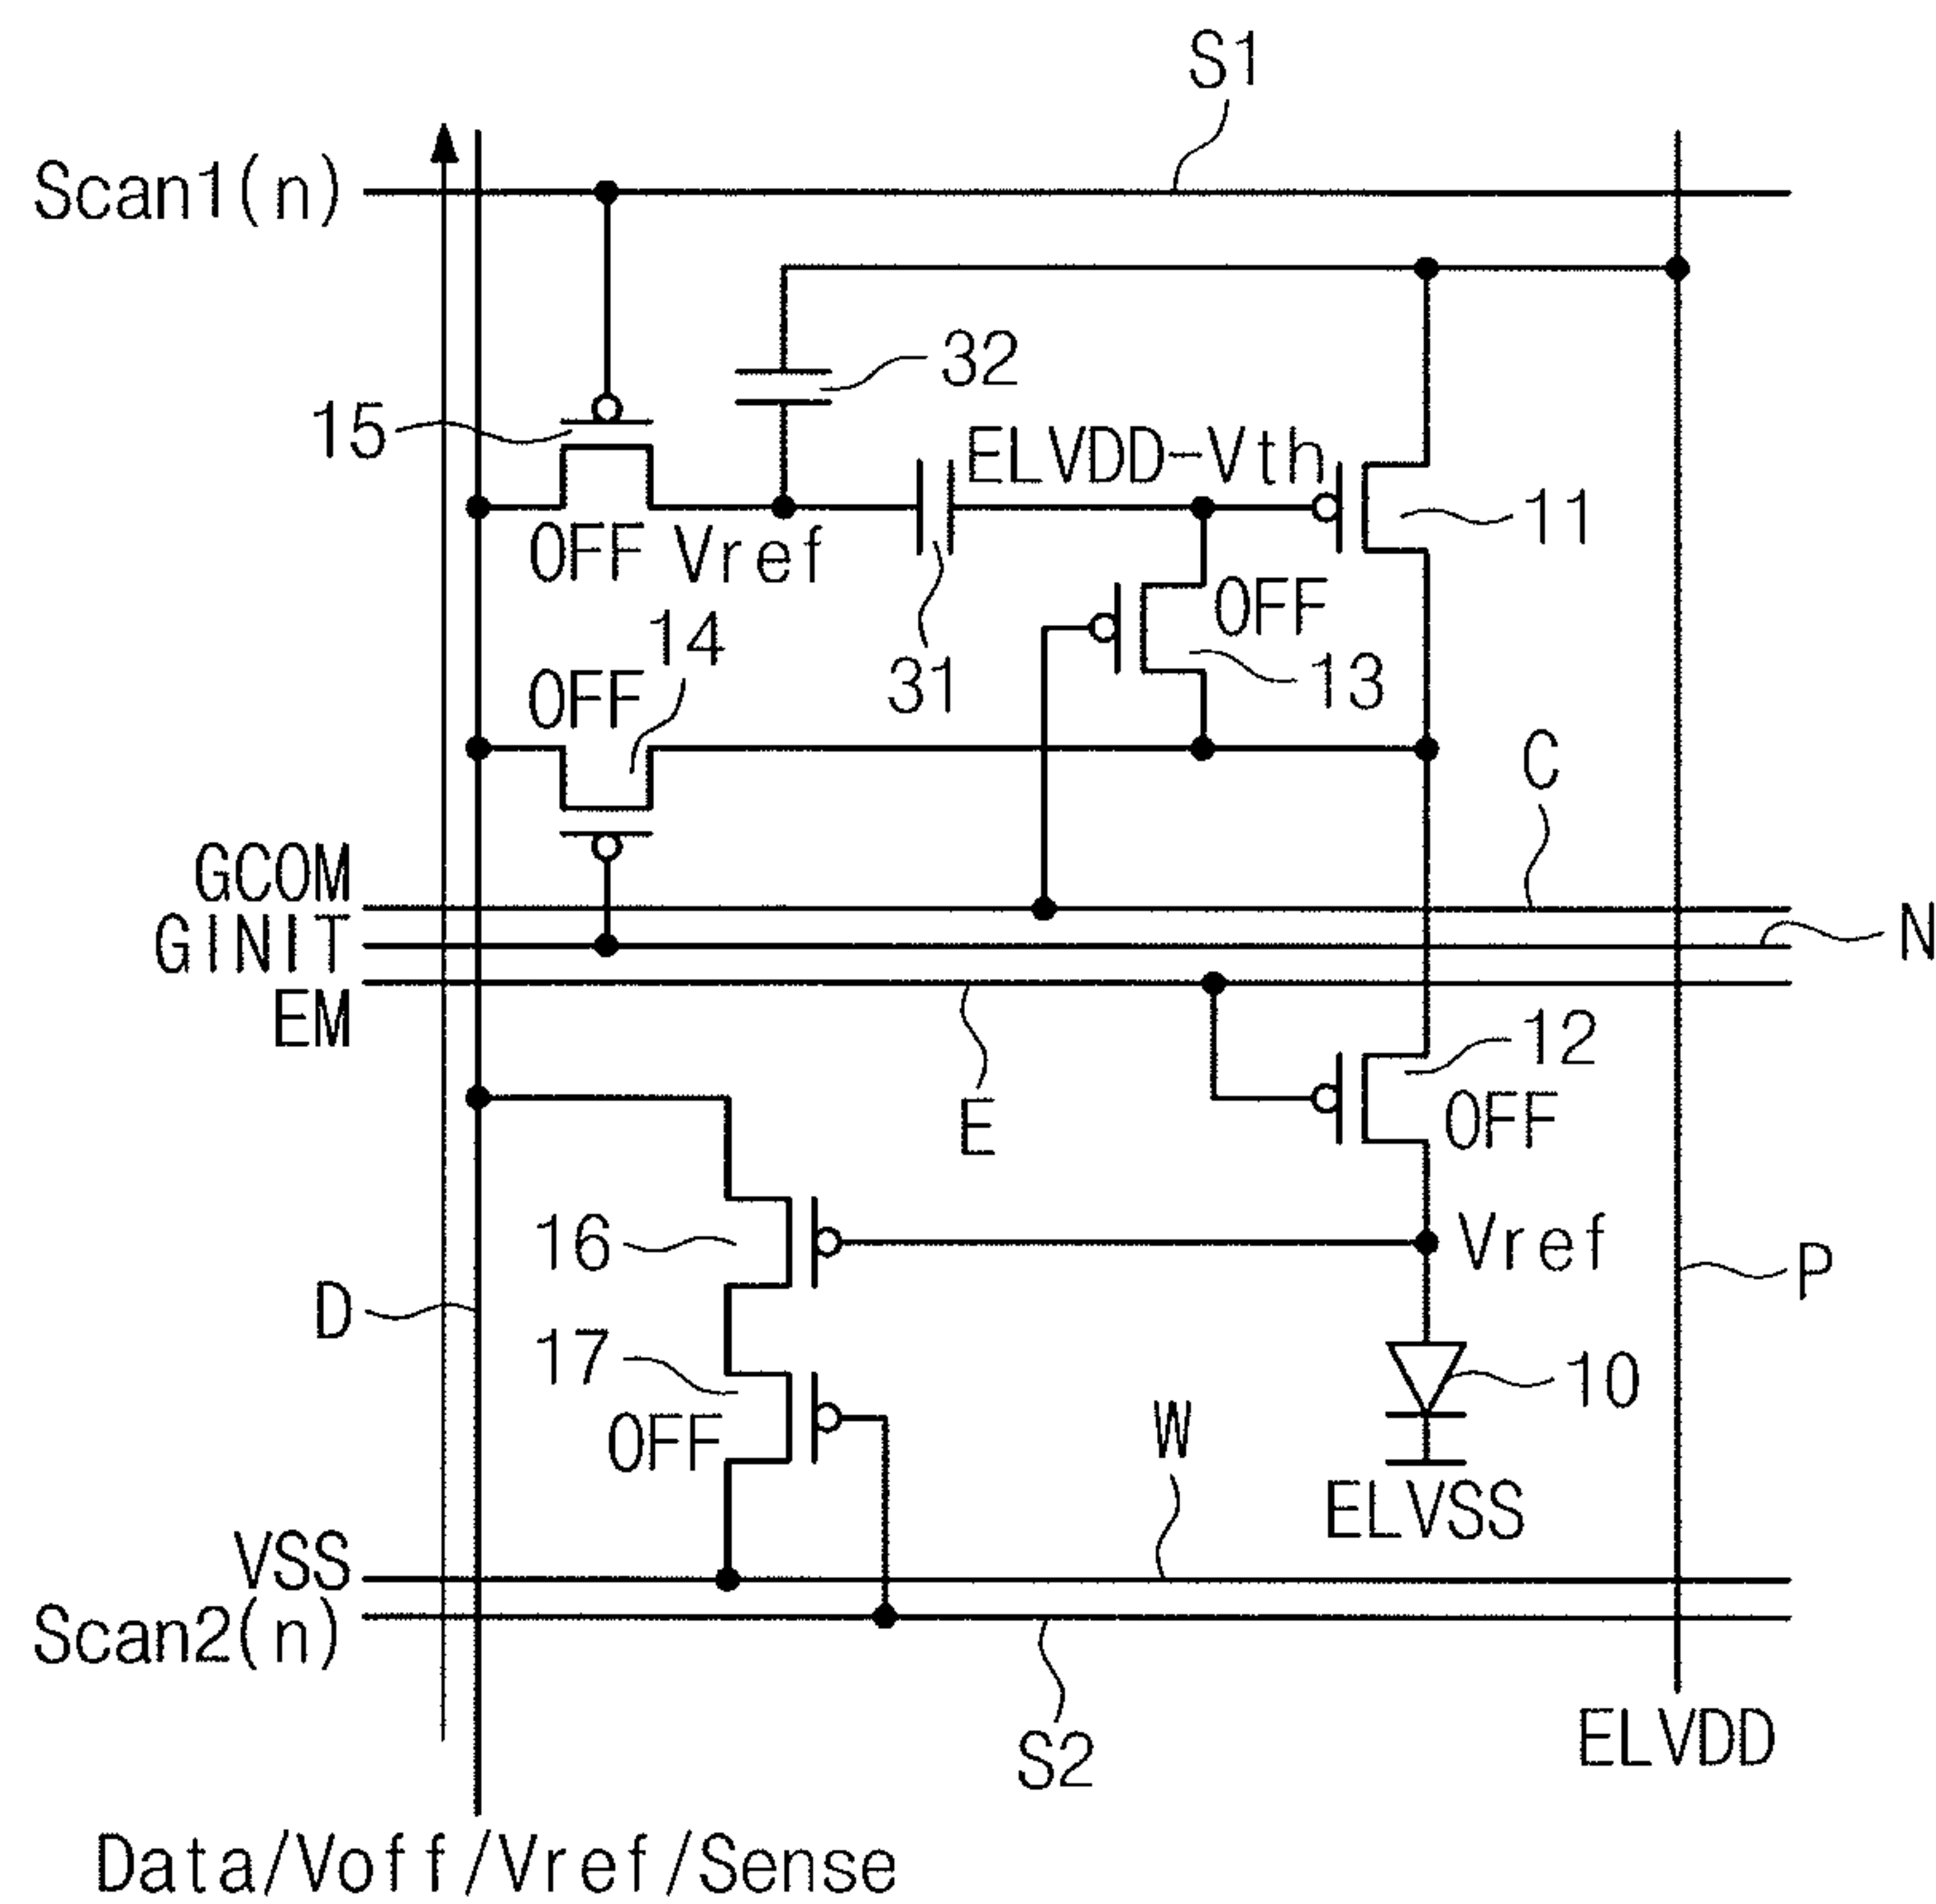 S1
Scan1(n)
32
15
ELVDD-Vth
11
OFF
Vref
OFF
14
31
13
OFF
C
GCOM
GINIT
N
EM
12
E
OFF
16
Vref
D
P
17
10
OFF
W
ELVSS
VSS
Scan2(n)
S2
ELVDD
Data/Voff/Vref/Sense